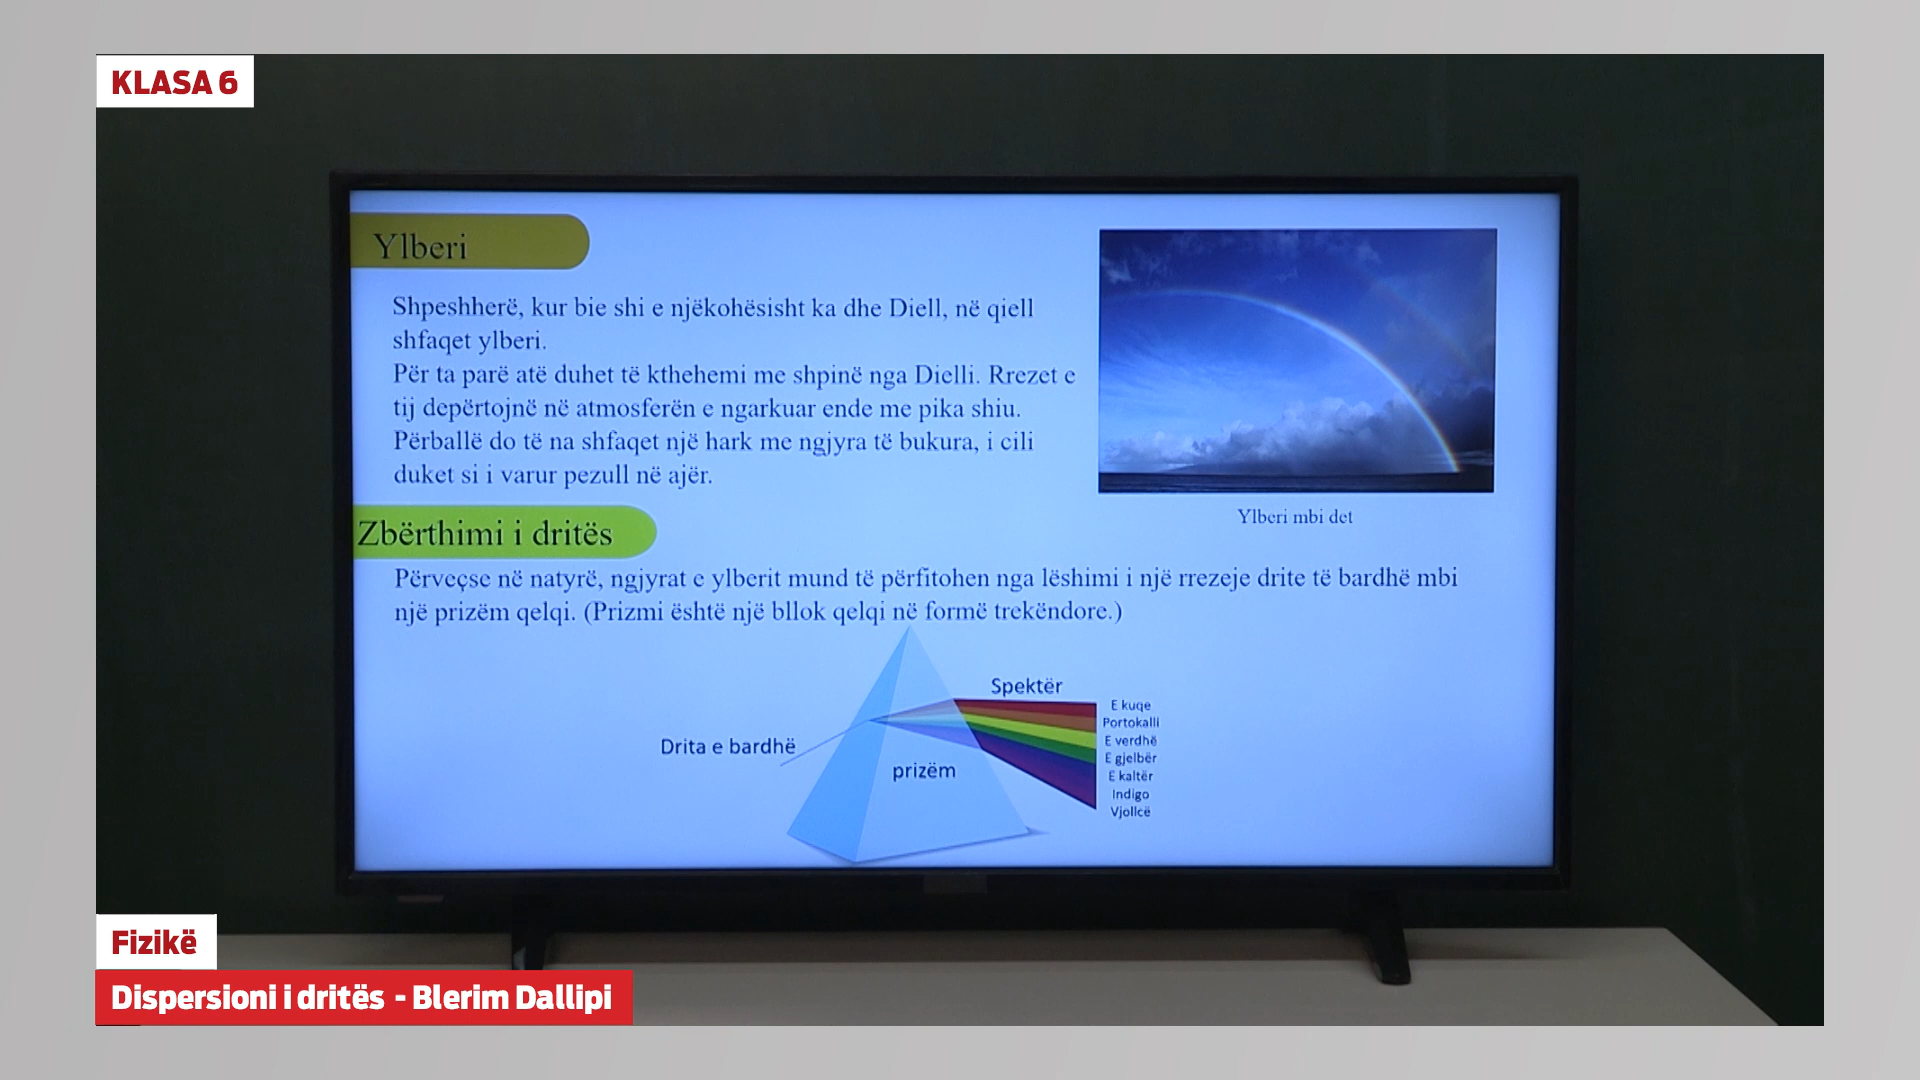 KLASA 6
Ylberi
Shpeshherë, kur bie shi e njëkohësisht ka dhe Diell, në qiell
shfaqet ylberi.
Për ta parë atë duhet të kthehemi me shpinë nga Dielli. Rrezet e
tij depërtojnë në atmosferën e ngarkuar ende me pika shiu.
Përballë do të na shfaqet një hark me ngjyra të bukura, i cili
duket si i varur pezull në ajër.
Ylberi mbi det
Zbërthimi i dritës
Përveçse në natyrë, ngjyrat e ylberit mund të përfitohen nga lëshimi i një rrezeje drite të bardhë mbi
një prizëm qelqi. (Prizmi është një bllok qelqi në formë trekëndore.)
Spektër
E kuqe
Portokalli
E verdhë
E gjelbër
E kaltër
Indigo
Vjollcë
Drita e bardhë
prizëm
Fizikë
Dispersioni i dritës - Blerim Dallipi